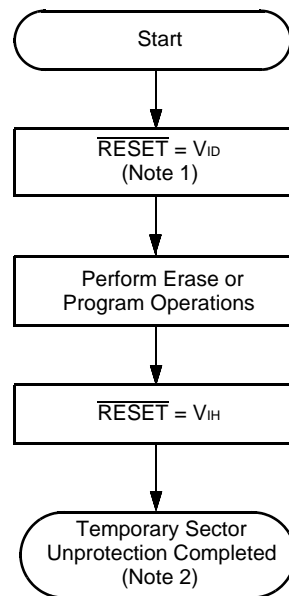 Start
RESET = VID
(Note 1)
Perform Erase or
Program Operations
RESET = VIH
Temporary Sector
Unprotection Completed
(Note 2)